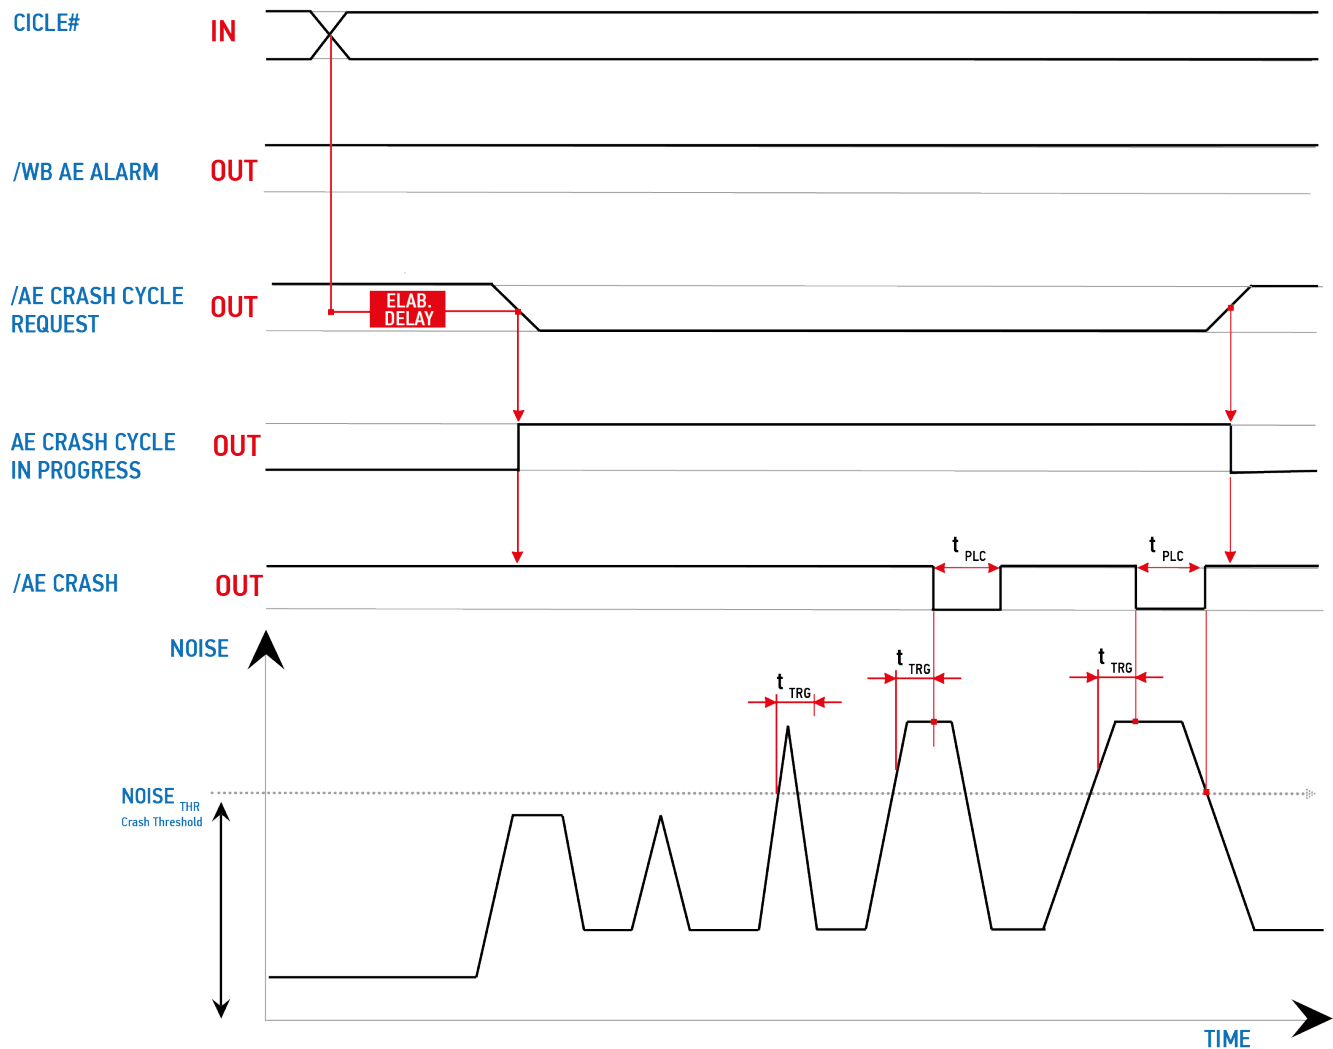 CICLE#
IN
/WB AE ALARM
OUT
/AE CRASH CYCLE
REQUEST
OUT
ELAB.
DELAY
AE CRASH CYCLE
IN PROGRESS
OUT
/AE CRASH
OUT
t PLC
t PLC
NOISE
t TRG
t TRG
t TRG
NOISE THR
Crash Threshold
TIME